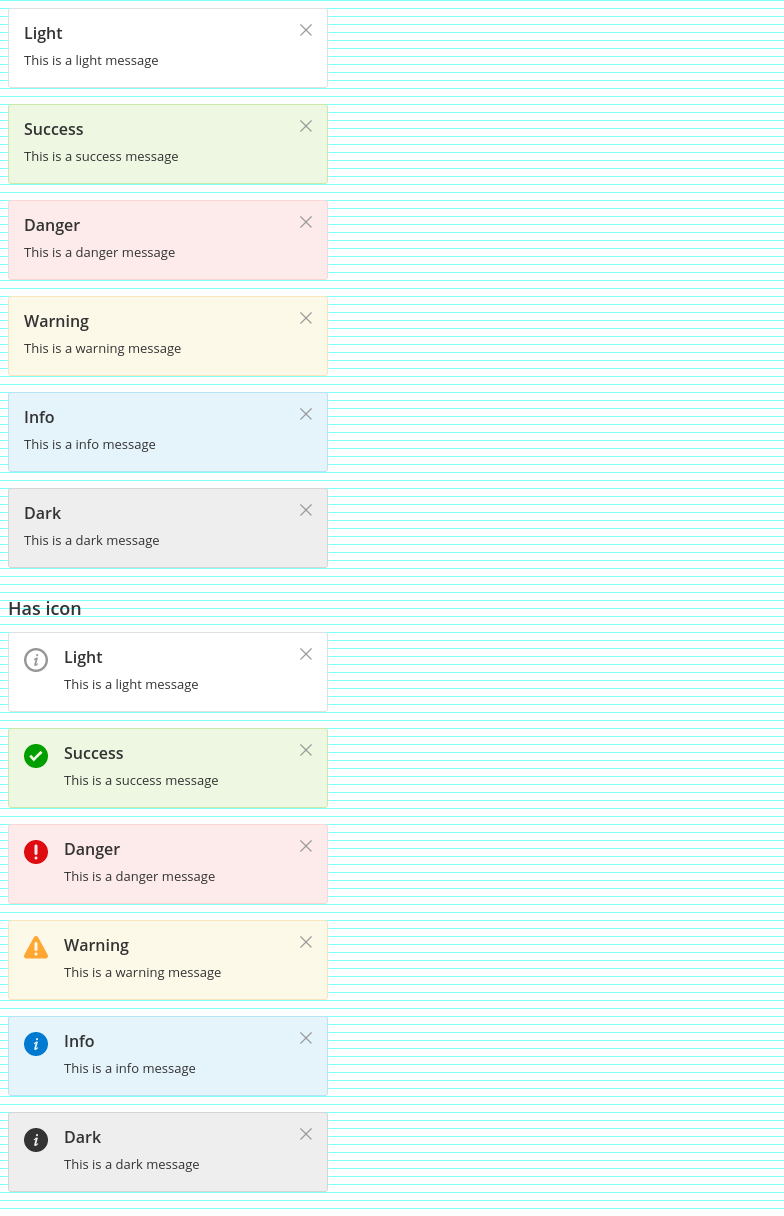 Light
This is a light message
Success
This is a success message
Danger
This is a danger message
Warning
This is a warning message
Info
This is a info message
Dark
This is a dark message
Has icon
Light
This is a light message
Success
This is a success message
Danger
This is a danger message
Warning
This is a warning message
Info
This is a info message
Dark
This is a dark message